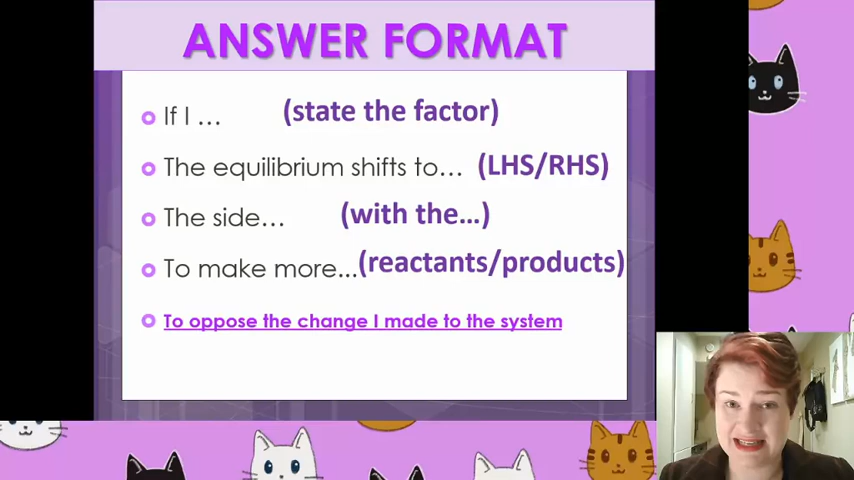 ANSWER FORMAT
If I ... (state the factor)
The equilibrium shifts to... (LHS/RHS)
The side... (with the...)
To make more...(reactants/products)
To oppose the change I made to the system